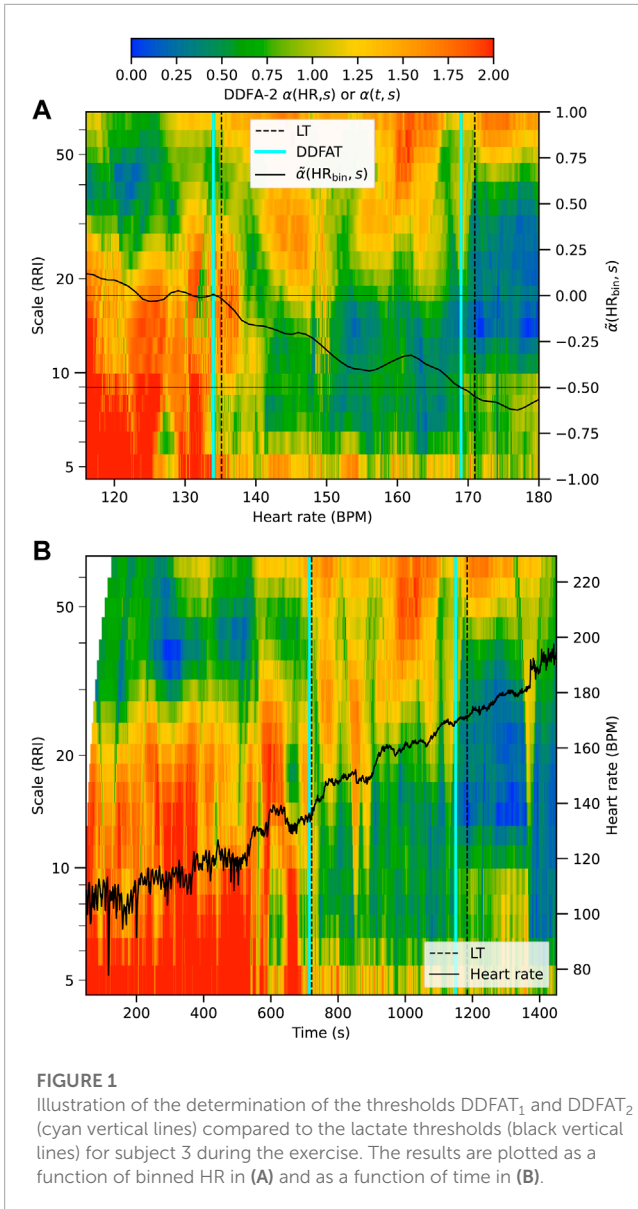 0.00 0.25 0.50 0.75 1.00 1.25 1.50 1.75 2.00
DDFA-2 α(HR,s) or α(t, s)
A
LT
DDFAT
α̃(HRbin, s)
50
20
10
5
Scale (RRI)
1.00
0.75
0.50
0.25
0.00
−0.25
−0.50
−0.75
−1.00
α̃(HRbin, s)
120 130 140 150 160 170 180
Heart rate (BPM)
B
50
20
10
5
Scale (RRI)
220
200
180
160
140
120
100
80
Heart rate (BPM)
LT
Heart rate
200 400 600 800 1000 1200 1400
Time (s)
FIGURE 1
Illustration of the determination of the thresholds DDFAT₁ and DDFAT₂
(cyan vertical lines) compared to the lactate thresholds (black vertical
lines) for subject 3 during the exercise. The results are plotted as a
function of binned HR in (A) and as a function of time in (B).